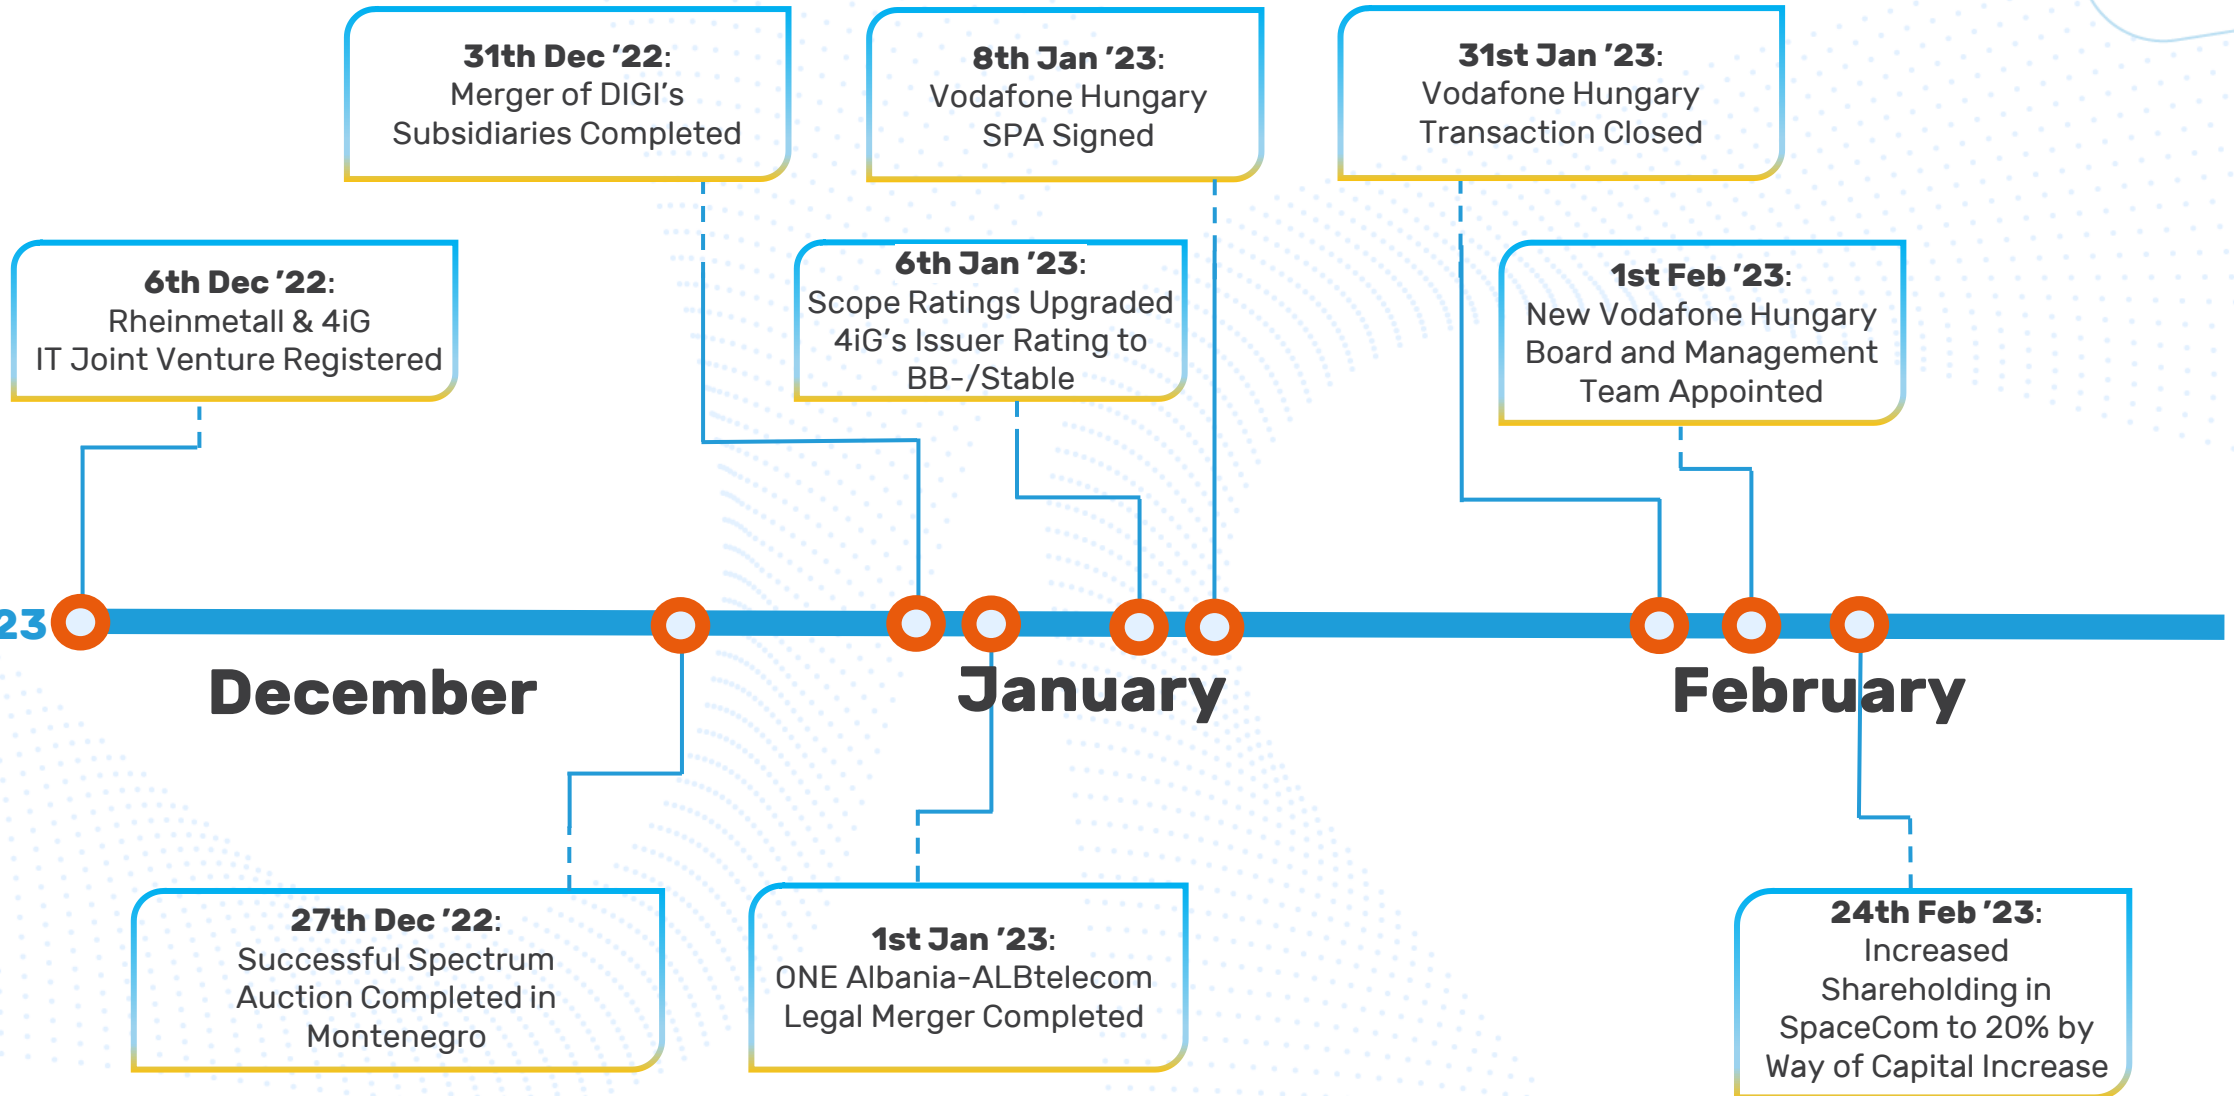 31th Dec '22:
Merger of DIGI's
Subsidiaries Completed
8th Jan '23:
Vodafone Hungary
SPA Signed
31st Jan '23:
Vodafone Hungary
Transaction Closed
6th Dec '22:
Rheinmetall & 4iG
IT Joint Venture Registered
6th Jan '23:
Scope Ratings Upgraded
4iG's Issuer Rating to
BB-/Stable
1st Feb '23:
New Vodafone Hungary
Board and Management
Team Appointed
23
December
January
February
27th Dec '22:
Successful Spectrum
Auction Completed in
Montenegro
1st Jan '23:
ONE Albania-ALBtelecom
Legal Merger Completed
24th Feb '23:
Increased
Shareholding in
SpaceCom to 20% by
Way of Capital Increase